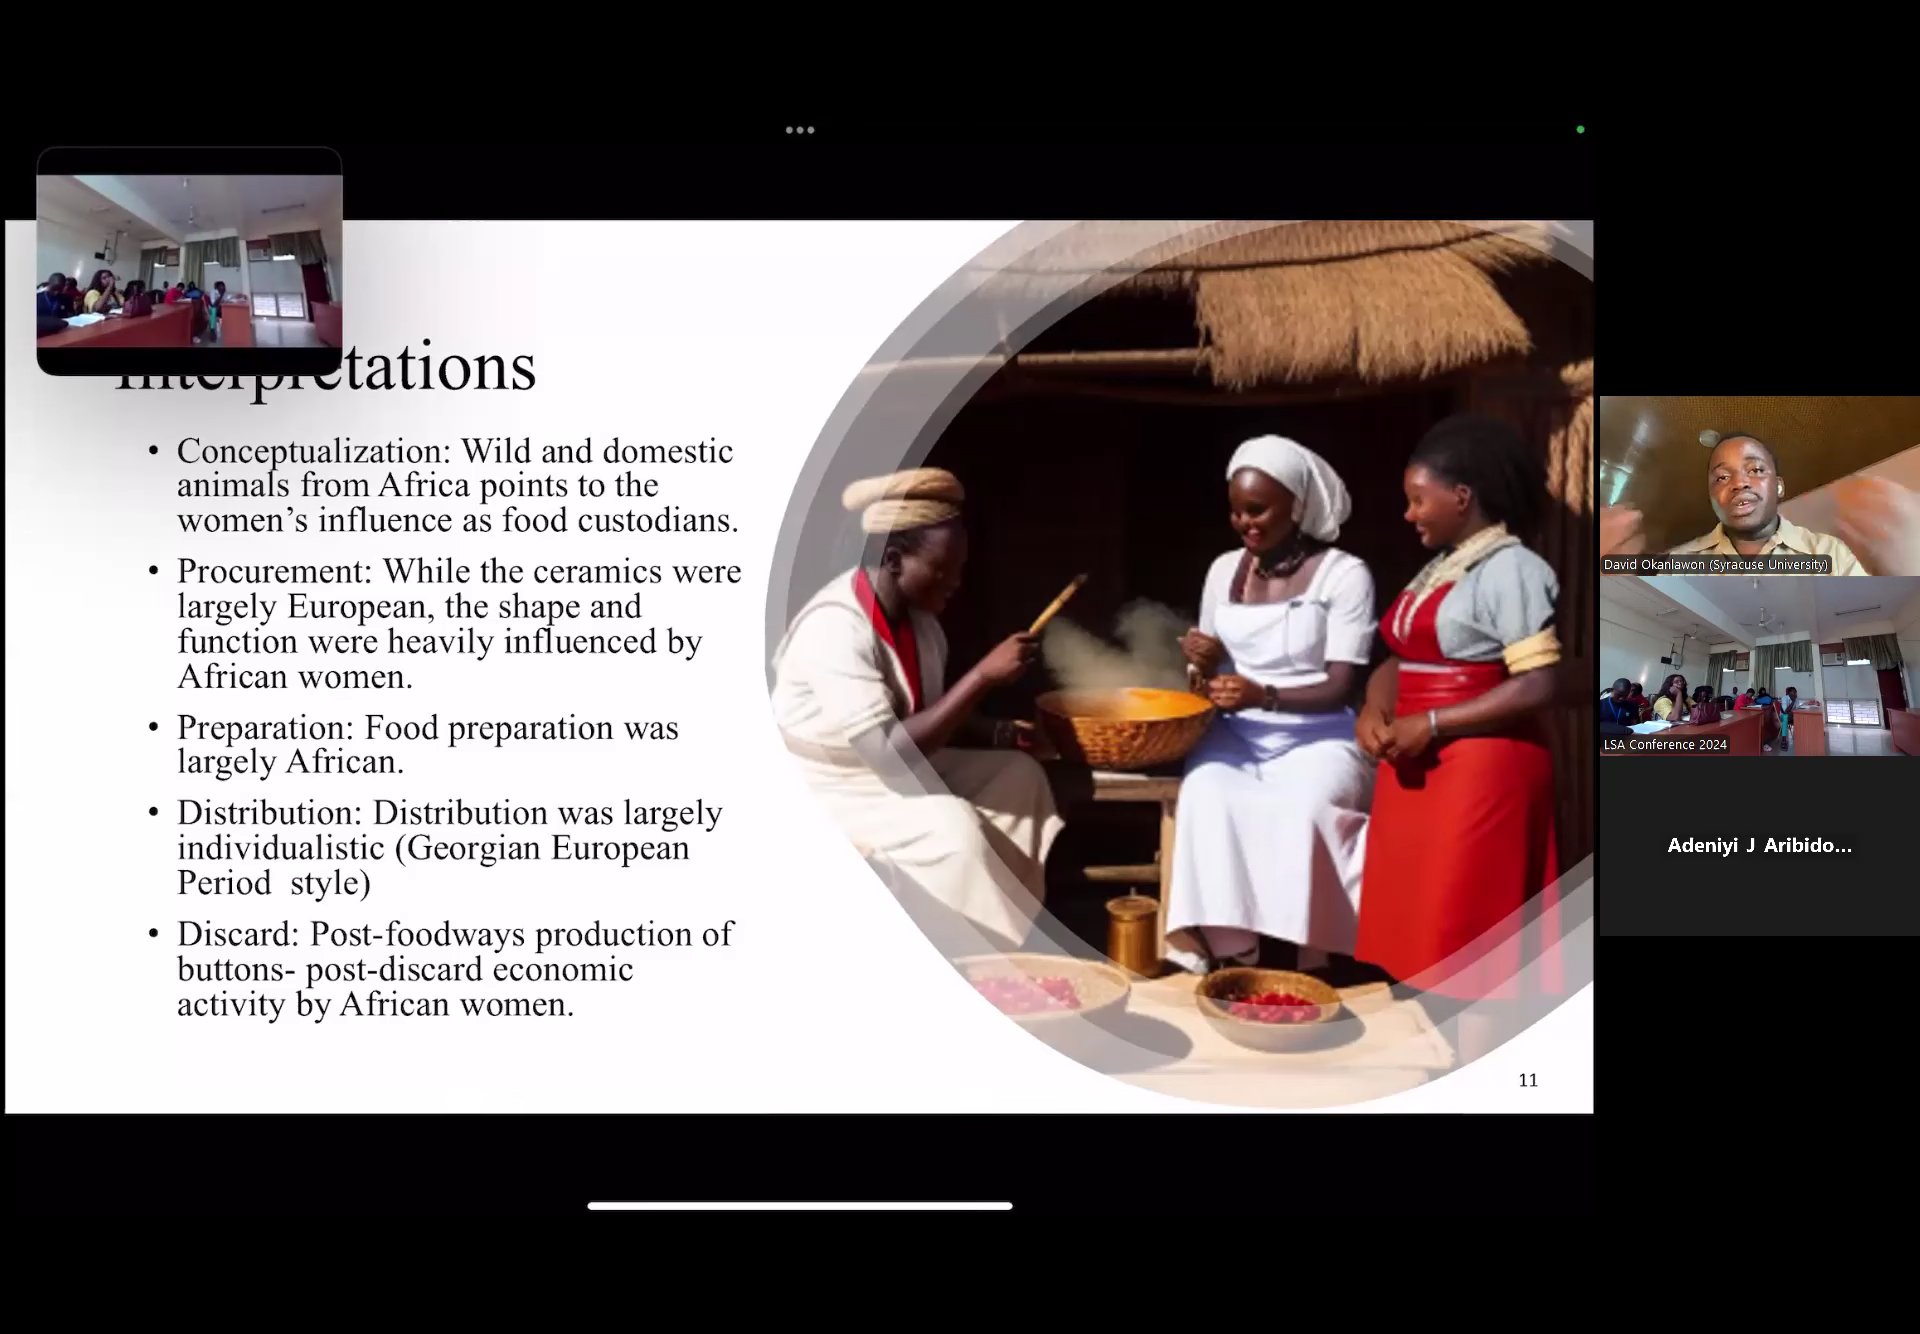 Interpretations
• Conceptualization: Wild and domestic
animals from Africa points to the
women's influence as food custodians.
• Procurement: While the ceramics were
largely European, the shape and
function were heavily influenced by
African women.
• Preparation: Food preparation was
largely African.
• Distribution: Distribution was largely
individualistic (Georgian European
Period style)
• Discard: Post-foodways production of
buttons- post-discard economic
activity by African women.
11
David Okanlawon (Syracuse University)
LSA Conference 2024
Adeniyi J Aribido...